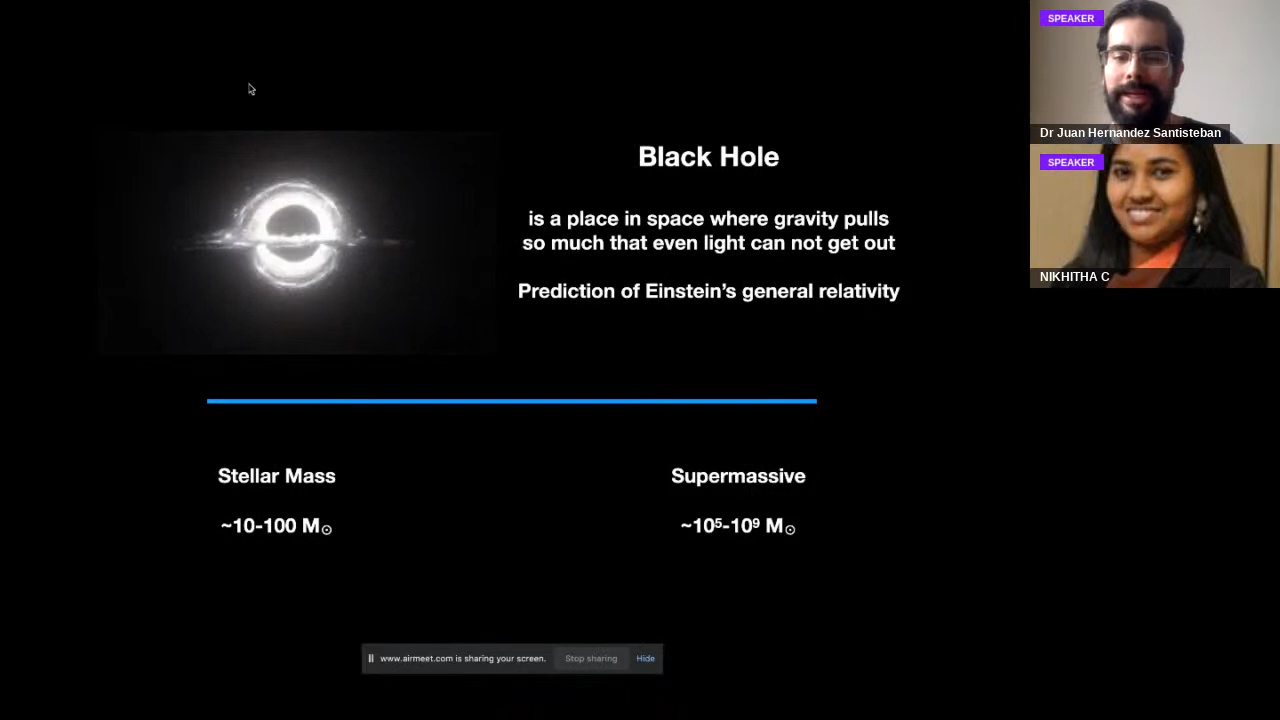 Black Hole
is a place in space where gravity pulls
so much that even light can not get out
Prediction of Einstein’s general relativity
Stellar Mass
~10-100 M☉
Supermassive
~10⁵-10⁹ M☉
www.airmeet.com is sharing your screen.
Stop sharing
Hide
SPEAKER
Dr Juan Hernandez Santisteban
SPEAKER
NIKHITHA C